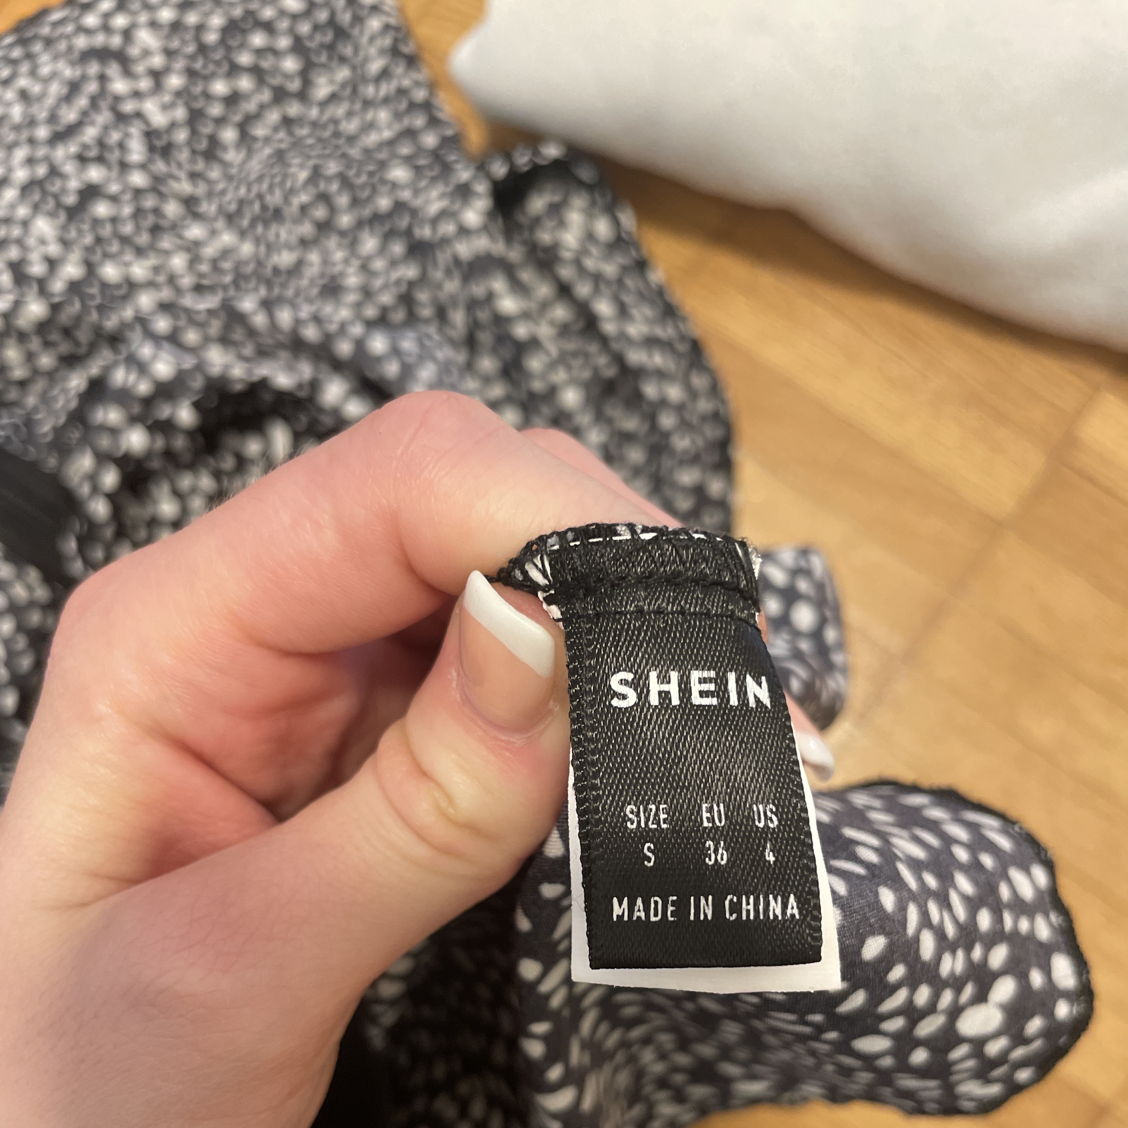 SHEIN
SIZE EU US
S 36 4
MADE IN CHINA